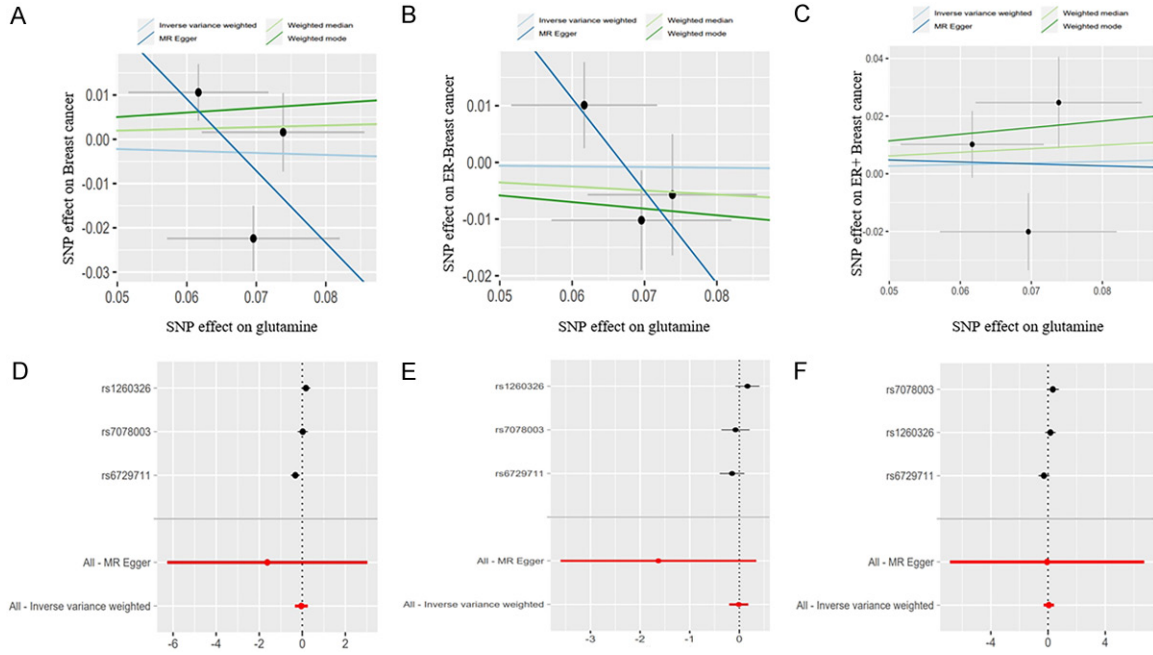 A
Inverse variance weighted
Weighted median
MR Egger
Weighted mode
SNP effect on Breast cancer
0.01
0.00
-0.01
-0.02
-0.03
0.05
0.06
0.07
0.08
SNP effect on glutamine
B
Inverse variance weighted
Weighted median
MR Egger
Weighted mode
SNP effect on ER-Breast cancer
0.01
0.00
-0.01
-0.02
0.05
0.06
0.07
0.08
SNP effect on glutamine
C
Inverse variance weighted
Weighted median
MR Egger
Weighted mode
SNP effect on ER+ Breast cancer
0.04
0.02
0.00
-0.02
0.05
0.06
0.07
0.08
SNP effect on glutamine
D
rs1260326
rs7078003
rs6729711
All - MR Egger
All - Inverse variance weighted
-6
-4
-2
0
2
E
rs1260326
rs7078003
rs6729711
All - MR Egger
All - Inverse variance weighted
-3
-2
-1
0
F
rs7078003
rs1260326
rs6729711
All - MR Egger
All - Inverse variance weighted
-4
0
4